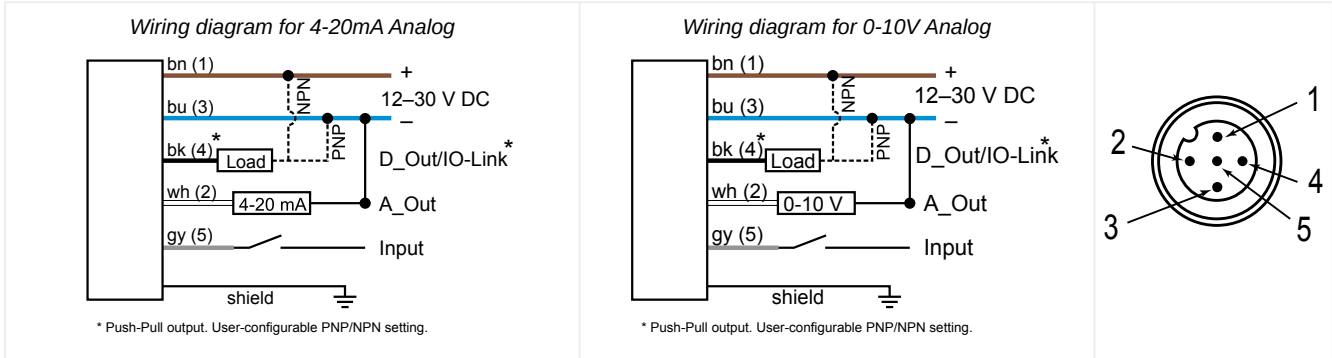 Wiring diagram for 4-20mA Analog
bn (1)
+
NPN
12–30 V DC
bu (3)
–
PNP
bk (4)*
Load
D_Out/IO-Link*
wh (2)
4-20 mA
A_Out
gy (5)
Input
shield
* Push-Pull output. User-configurable PNP/NPN setting.
Wiring diagram for 0-10V Analog
bn (1)
+
NPN
12–30 V DC
bu (3)
–
PNP
bk (4)*
Load
D_Out/IO-Link*
wh (2)
0-10 V
A_Out
gy (5)
Input
shield
* Push-Pull output. User-configurable PNP/NPN setting.
1
2
4
3
5